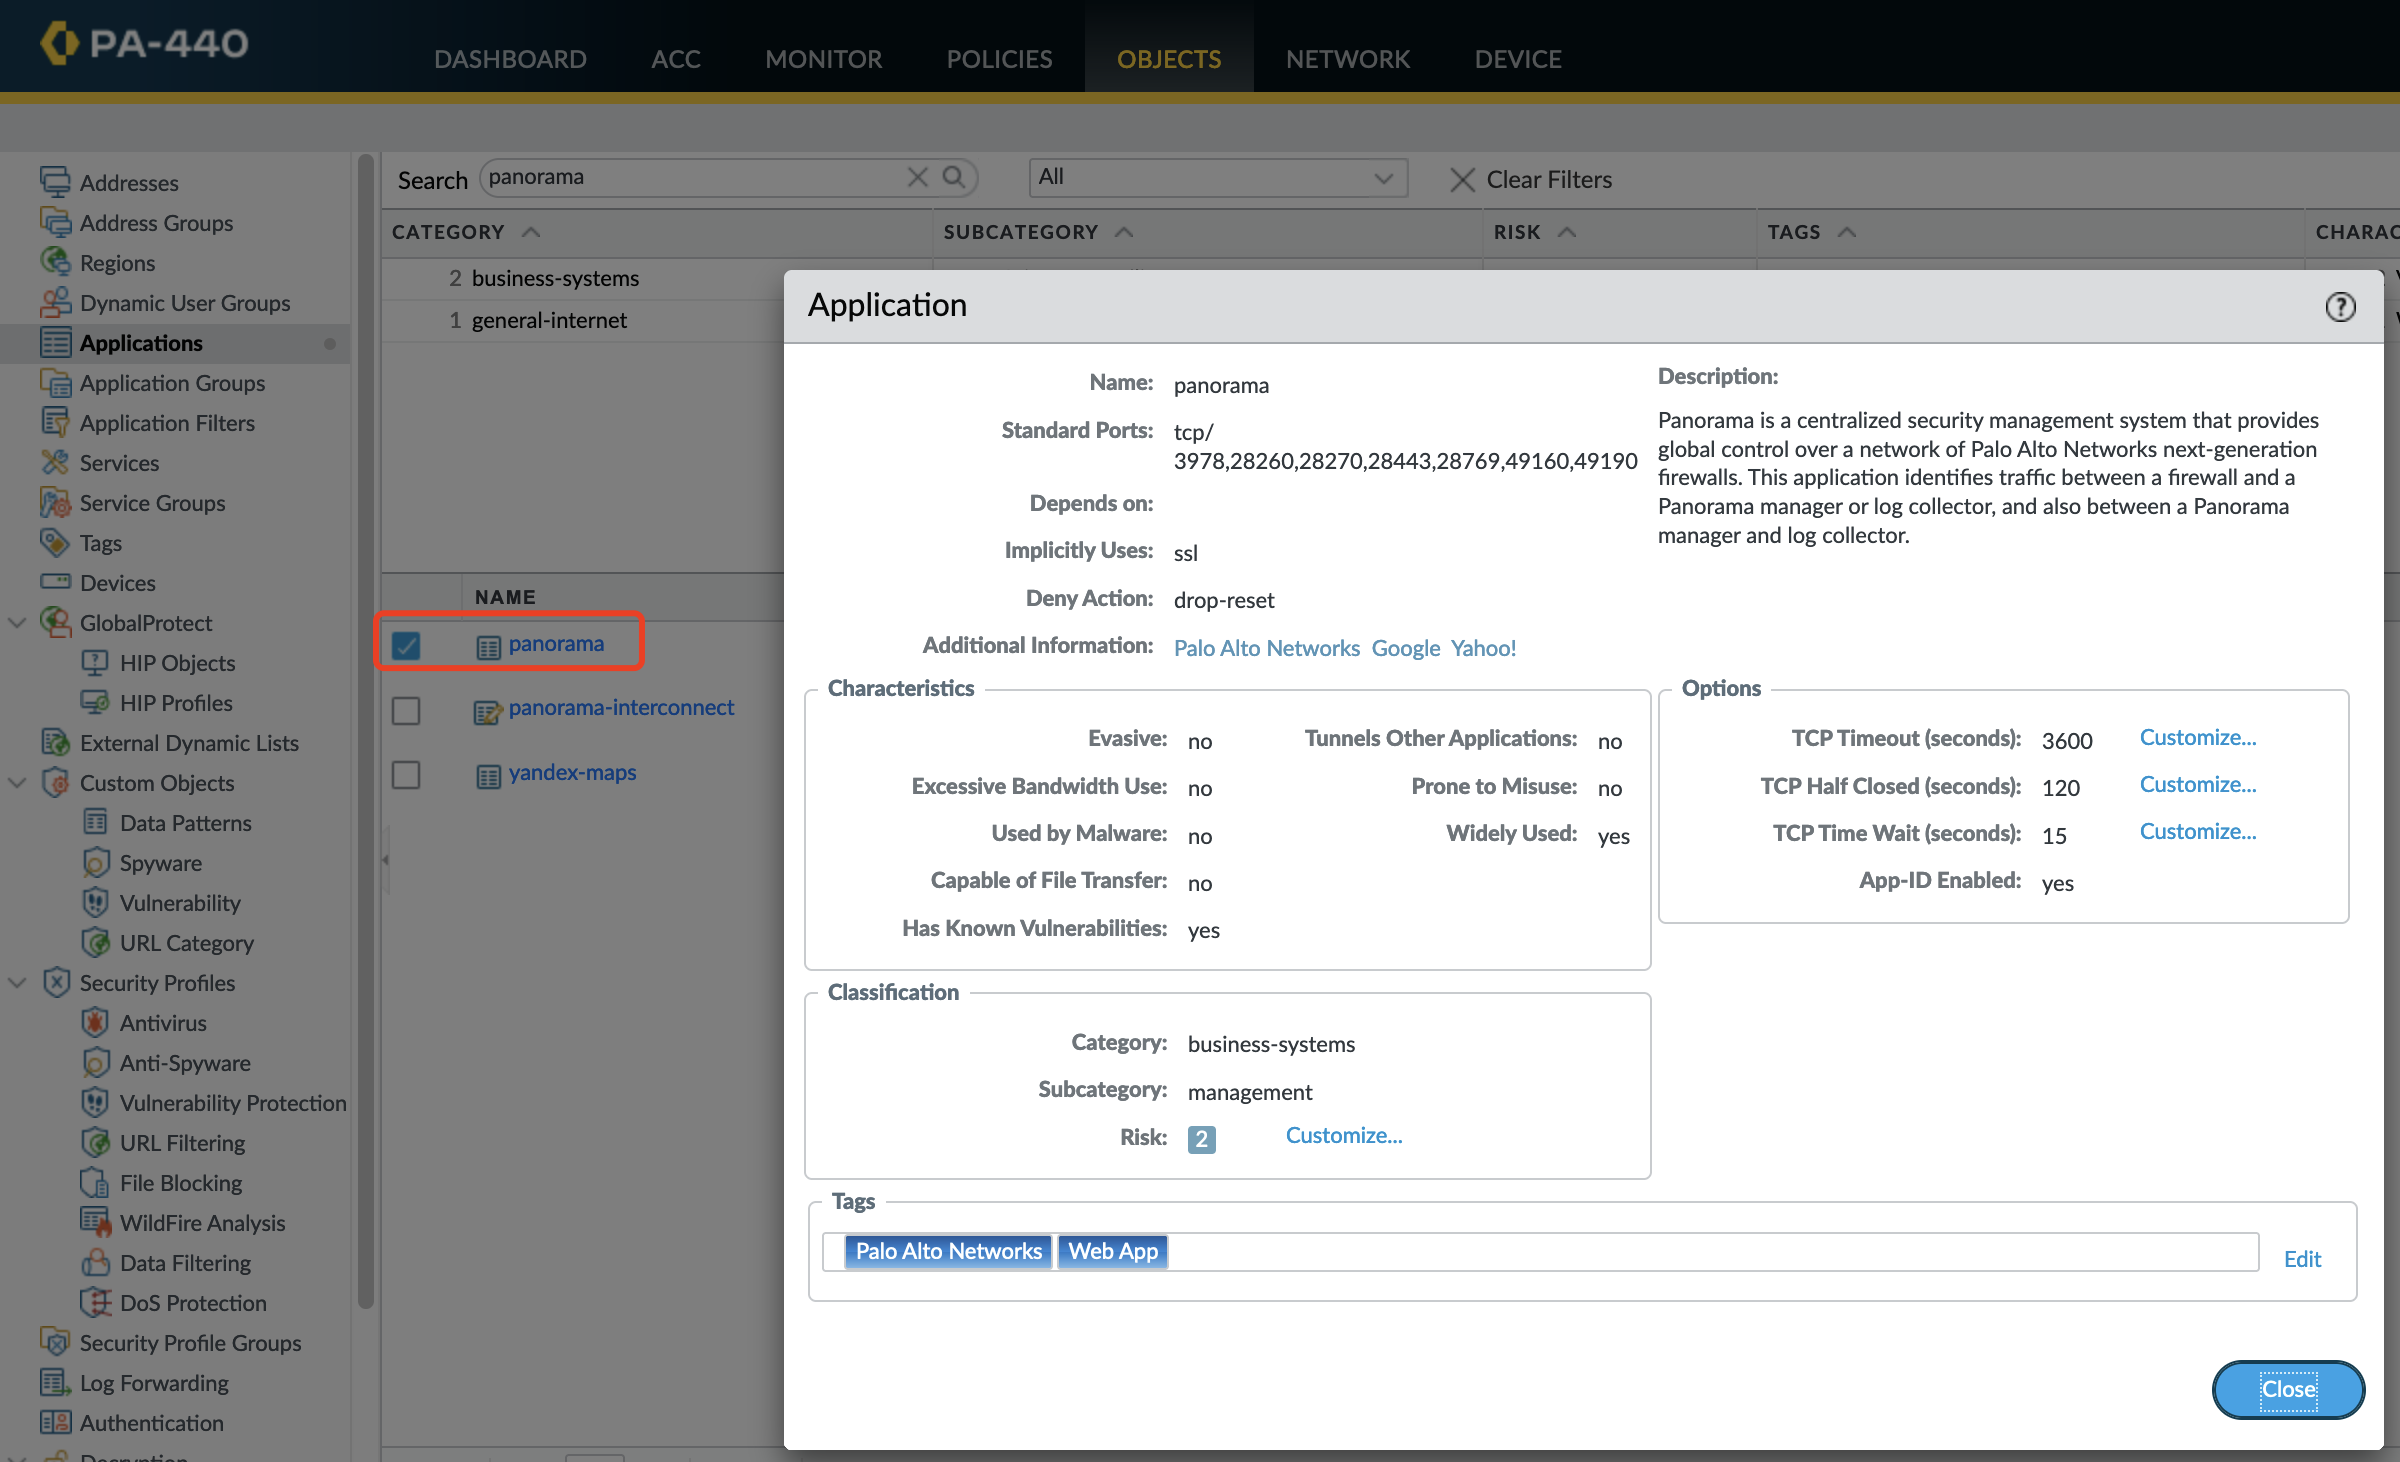 PA-440
DASHBOARD
ACC
MONITOR
POLICIES
OBJECTS
NETWORK
DEVICE
Addresses
Address Groups
Regions
Dynamic User Groups
Applications
Application Groups
Application Filters
Services
Service Groups
Tags
Devices
GlobalProtect
HIP Objects
HIP Profiles
External Dynamic Lists
Custom Objects
Data Patterns
Spyware
Vulnerability
URL Category
Security Profiles
Antivirus
Anti-Spyware
Vulnerability Protection
URL Filtering
File Blocking
WildFire Analysis
Data Filtering
DoS Protection
Security Profile Groups
Log Forwarding
Authentication
Decryption
Search
panorama
All
Clear Filters
CATEGORY
SUBCATEGORY
RISK
TAGS
CHARAC
2 business-systems
1 general-internet
NAME
panorama
panorama-interconnect
yandex-maps
Application
Name: panorama
Standard Ports: tcp/
3978,28260,28270,28443,28769,49160,49190
Depends on:
Implicitly Uses: ssl
Deny Action: drop-reset
Additional Information: Palo Alto Networks Google Yahoo!
Description:
Panorama is a centralized security management system that provides
global control over a network of Palo Alto Networks next-generation
firewalls. This application identifies traffic between a firewall and a
Panorama manager or log collector, and also between a Panorama
manager and log collector.
Characteristics
Evasive: no
Excessive Bandwidth Use: no
Used by Malware: no
Capable of File Transfer: no
Has Known Vulnerabilities: yes
Tunnels Other Applications: no
Prone to Misuse: no
Widely Used: yes
Options
TCP Timeout (seconds): 3600 Customize...
TCP Half Closed (seconds): 120 Customize...
TCP Time Wait (seconds): 15 Customize...
App-ID Enabled: yes
Classification
Category: business-systems
Subcategory: management
Risk: 2 Customize...
Tags
Palo Alto Networks
Web App
Edit
Close